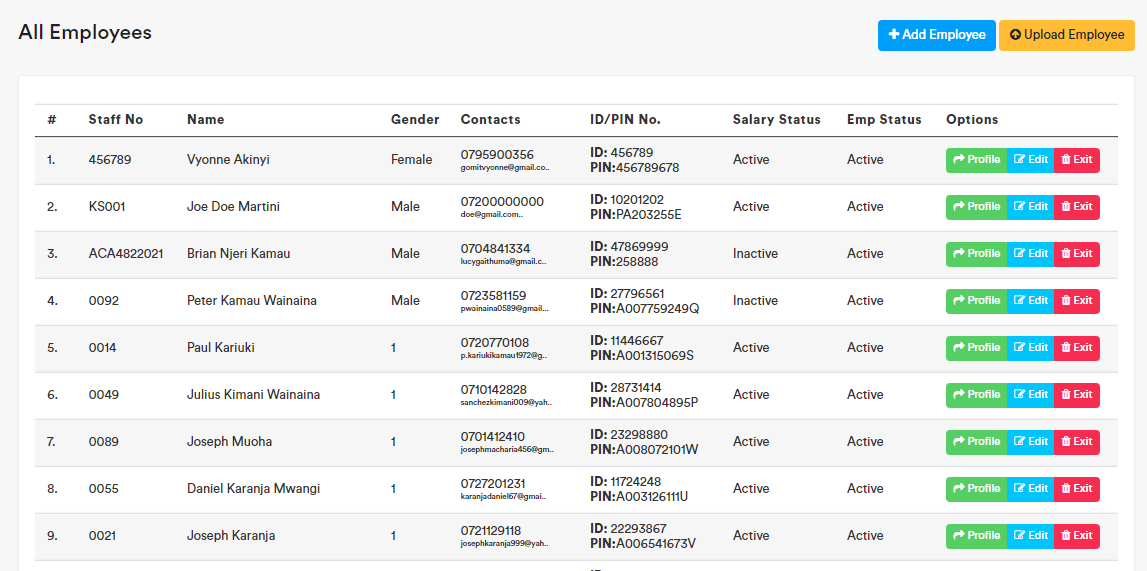 All Employees
Add Employee Upload Employee
# Staff No Name Gender Contacts ID/PIN No. Salary Status Emp Status Options
1. 456789 Vyonne Akinyi Female 0795900356 ID: 456789 Active Active Profile Edit Exit
gomitvyonne@gmail.co.. PIN:456789678
2. KS001 Joe Doe Martini Male 07200000000 ID: 10201202 Active Active Profile Edit Exit
doe@gmail.com.. PIN:PA203255E
3. ACA4822021 Brian Njeri Kamau Male 0704841334 ID: 47869999 Inactive Active Profile Edit Exit
lucygaithuma@gmail.c.. PIN:258888
4. 0092 Peter Kamau Wainaina Male 0723581159 ID: 27796561 Inactive Active Profile Edit Exit
pwainaina0589@gmail... PIN:A007759249Q
5. 0014 Paul Kariuki 1 0720770108 ID: 11446667 Active Active Profile Edit Exit
p.kariukikamau1972@g.. PIN:A001315069S
6. 0049 Julius Kimani Wainaina 1 0710142828 ID: 28731414 Active Active Profile Edit Exit
sanchezkimani009@yah.. PIN:A007804895P
7. 0089 Joseph Muoha 1 0701412410 ID: 23298880 Active Active Profile Edit Exit
josephmacharia456@gm.. PIN:A008072101W
8. 0055 Daniel Karanja Mwangi 1 0727201231 ID: 11724248 Active Active Profile Edit Exit
karanjadaniel67@gmai.. PIN:A003126111U
9. 0021 Joseph Karanja 1 0721129118 ID: 22293867 Active Active Profile Edit Exit
josephkaranja999@yah.. PIN:A006541673V